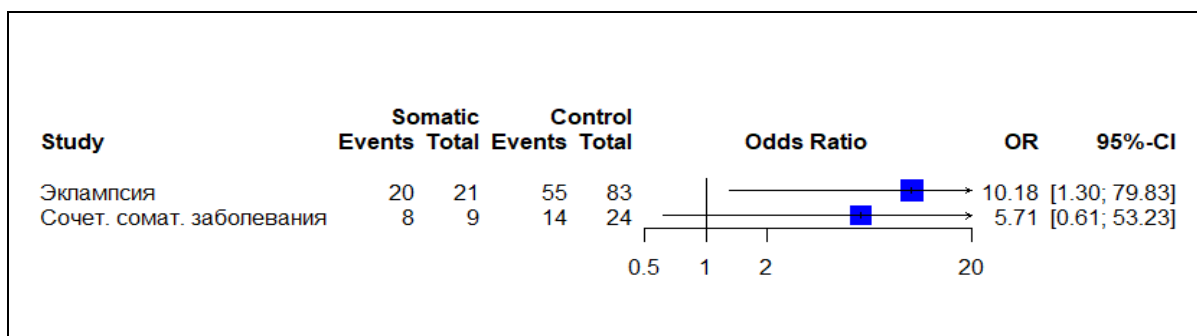 Somatic Control
Study Events Total Events Total Odds Ratio OR 95%-CI
Эклампсия 20 21 55 83 10.18 [1.30; 79.83]
Сочет. сомат. заболевания 8 9 14 24 5.71 [0.61; 53.23]
0.5 1 2 20